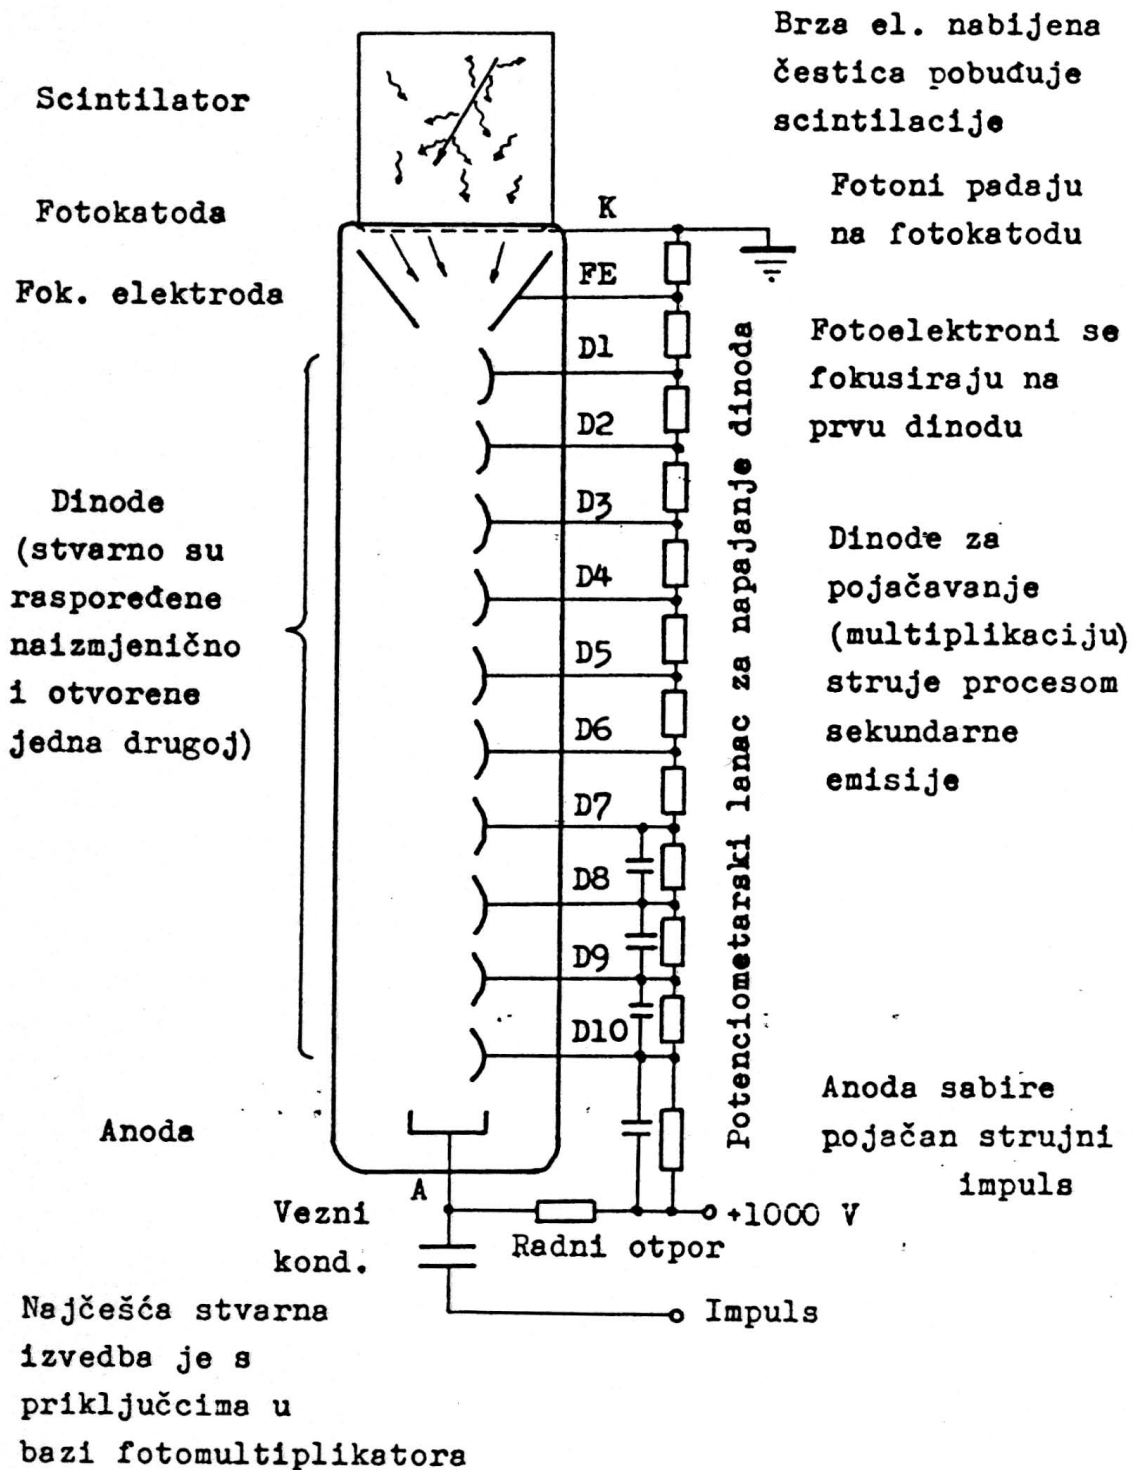 Brza el. nabijena
čestica pobuđuje
scintilacije
Scintilator
Fotoni padaju
na fotokatodu
Fotokatoda
K
Fok. elektroda
FE
Fotoelektroni se
fokusiraju na
prvu dinodu
D1
D2
D3
D4
D5
D6
D7
D8
D9
D10
Dinode
(stvarno su
raspoređene
naizmjenično
i otvorene
jedna drugoj)
Potenciometarski lanac za napajanje dinoda
Dinode za
pojačavanje
(multiplikaciju)
struje procesom
sekundarne
emisije
Anoda
Anoda sabire
pojačan strujni
impuls
A
Vezni
kond.
Radni otpor
+1000 V
Impuls
Najčešća stvarna
izvedba je s
priključcima u
bazi fotomultiplikatora